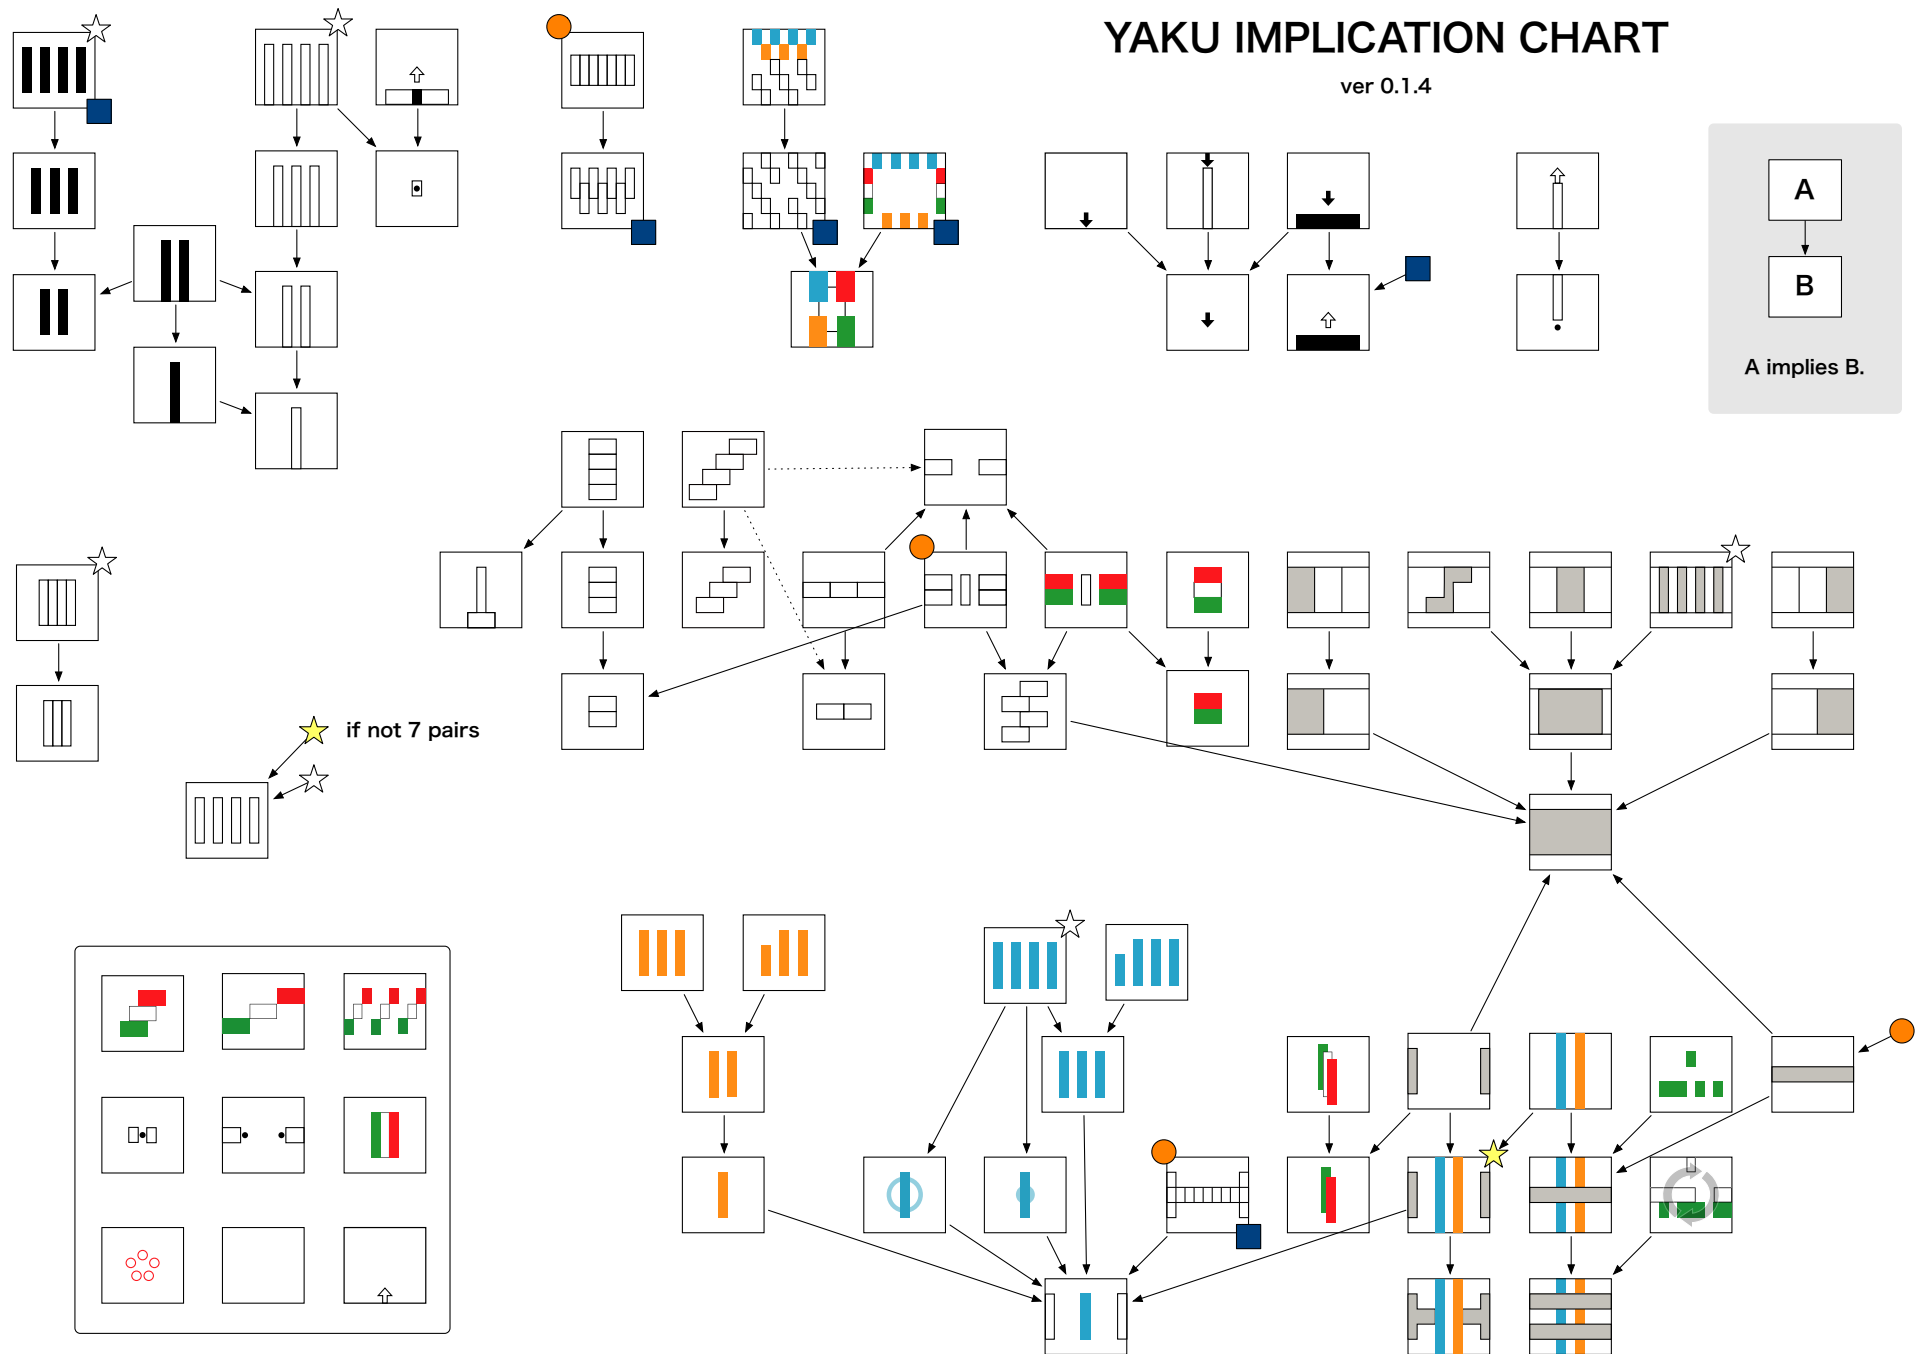 YAKU IMPLICATION CHART
ver 0.1.4
A
B
A implies B.
if not 7 pairs